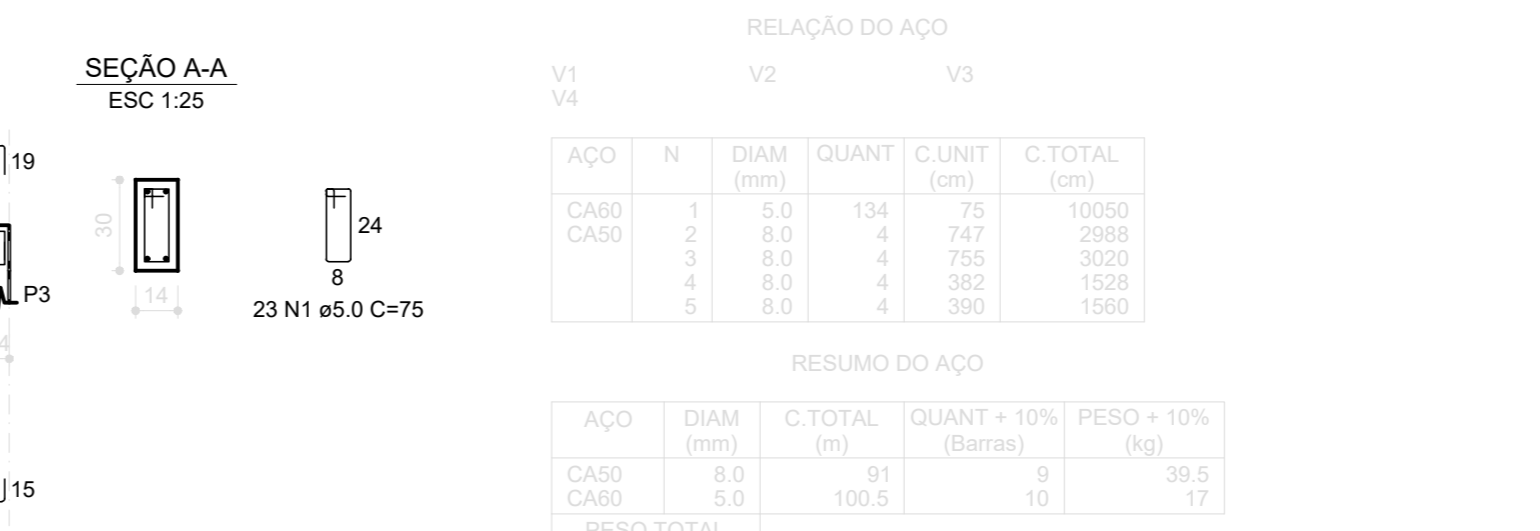 RELAÇÃO DO AÇO
SEÇÃO A-A
ESC 1:25
V1 V2 V3
V4
19
30
14
24
8
23 N1 ø5.0 C=75
P3
4
15
AÇO N DIAM (mm) QUANT C.UNIT (cm) C.TOTAL (cm)
CA60 1 5.0 134 75 10050
CA50 2 8.0 4 747 2988
3 8.0 4 755 3020
4 8.0 4 382 1528
5 8.0 4 390 1560
RESUMO DO AÇO
AÇO DIAM (mm) C.TOTAL (m) QUANT + 10% (Barras) PESO + 10% (kg)
CA50 8.0 91 9 39.5
CA60 5.0 100.5 10 17
PESO TOTAL